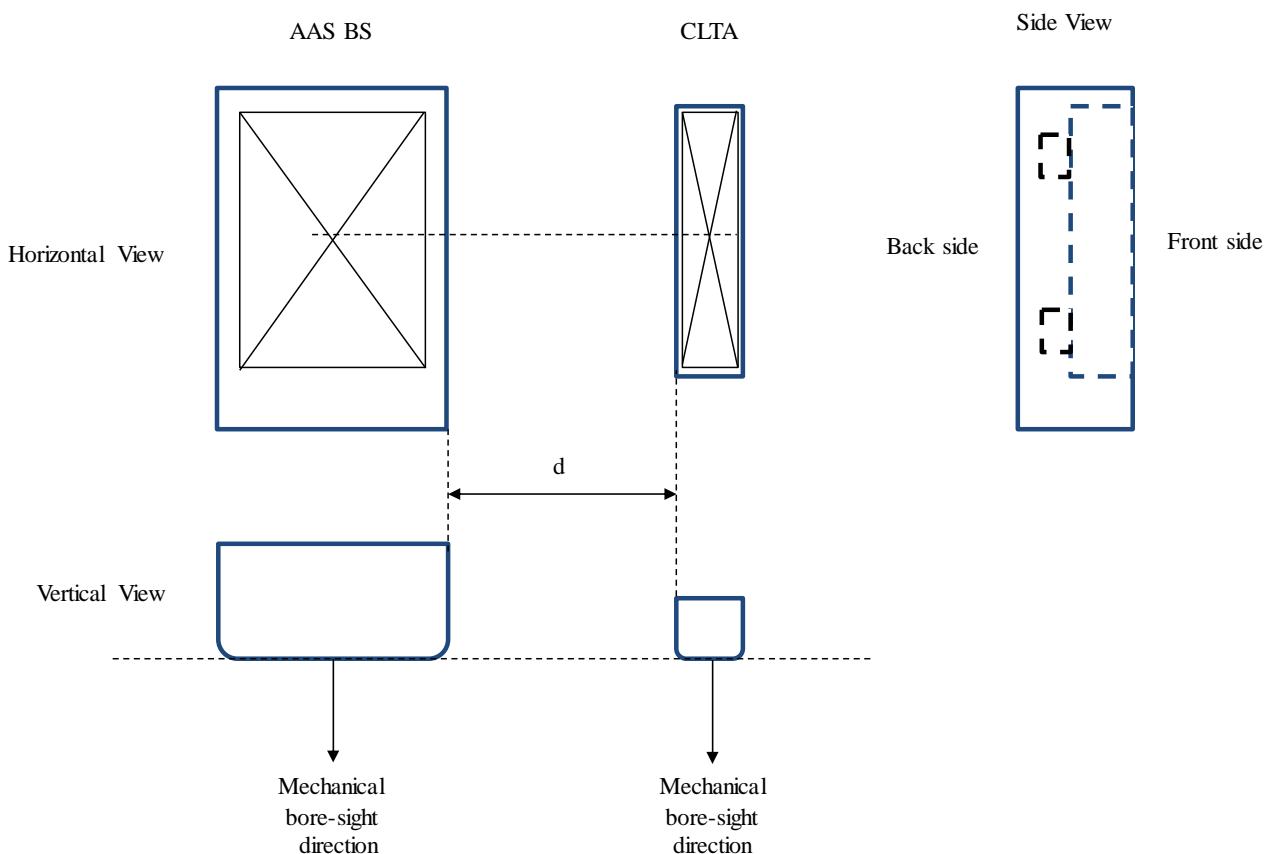 AAS BS
CLTA
Side View
Horizontal View
Back side
Front side
d
Vertical View
Mechanical
bore-sight
direction
Mechanical
bore-sight
direction